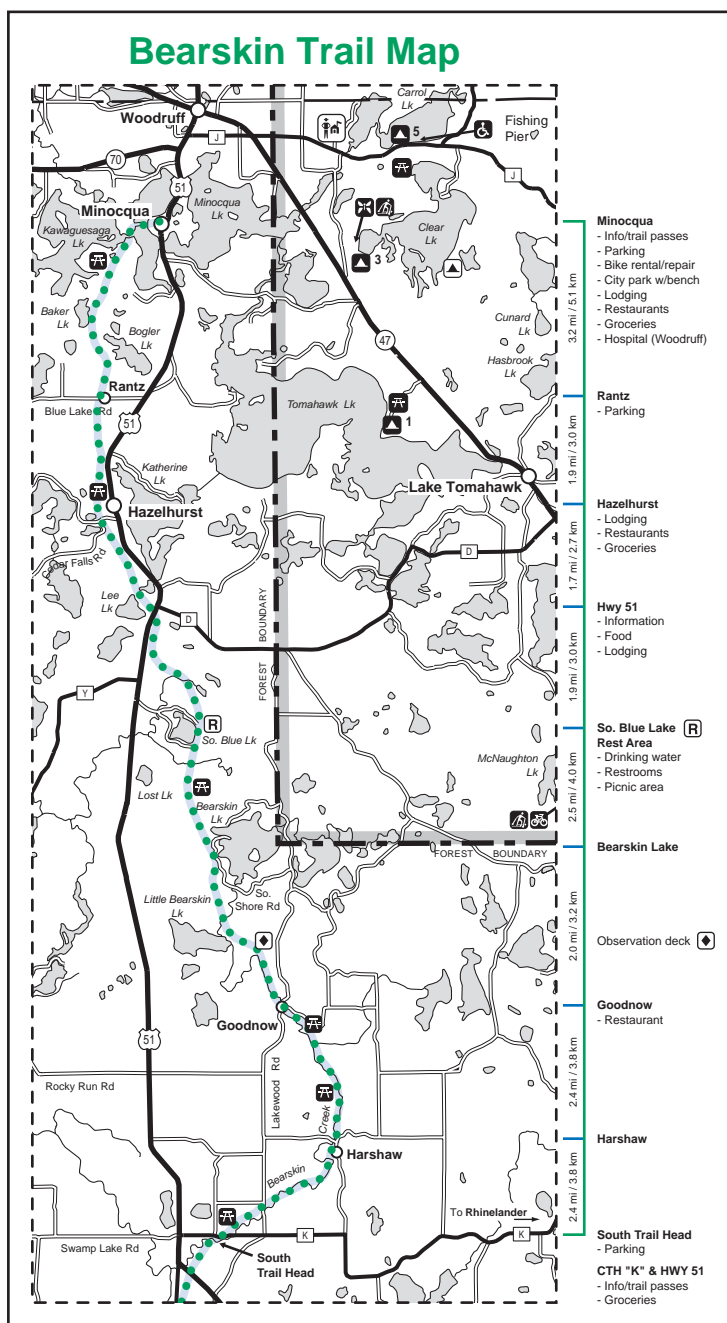 Bearskin Trail Map
Carrol
Lk
Woodruff
5
Fishing
Pier
J
70
51
J
Minocqua
Lk
Minocqua
Kawaguesaga
Lk
Clear
Lk
3
Baker
Lk
Bogler
Lk
Cunard
Lk
47
Hasbrook
Lk
Rantz
Blue Lake Rd
51
Tomahawk Lk
1
Katherine
Lk
Lake Tomahawk
Hazelhurst
Cedar Falls Rd
D
Lee
Lk
D
FOREST BOUNDARY
Y
R
So. Blue Lk
McNaughton
Lk
Lost Lk
Bearskin
Lk
FOREST BOUNDARY
Little Bearskin
Lk
So.
Shore Rd
Goodnow
51
Lakewood Rd
Rocky Run Rd
Creek
Harshaw
Bearskin
To Rhinelander
K
K
Swamp Lake Rd
South
Trail Head
3.2 mi / 5.1 km
1.9 mi / 3.0 km
1.7 mi / 2.7 km
1.9 mi / 3.0 km
2.5 mi / 4.0 km
2.0 mi / 3.2 km
2.4 mi / 3.8 km
2.4 mi / 3.8 km
Minocqua
- Info/trail passes
- Parking
- Bike rental/repair
- City park w/bench
- Lodging
- Restaurants
- Groceries
- Hospital (Woodruff)
Rantz
- Parking
Hazelhurst
- Lodging
- Restaurants
- Groceries
Hwy 51
- Information
- Food
- Lodging
So. Blue Lake R
Rest Area
- Drinking water
- Restrooms
- Picnic area
Bearskin Lake
Observation deck
Goodnow
- Restaurant
Harshaw
South Trail Head
- Parking
CTH "K" & HWY 51
- Info/trail passes
- Groceries